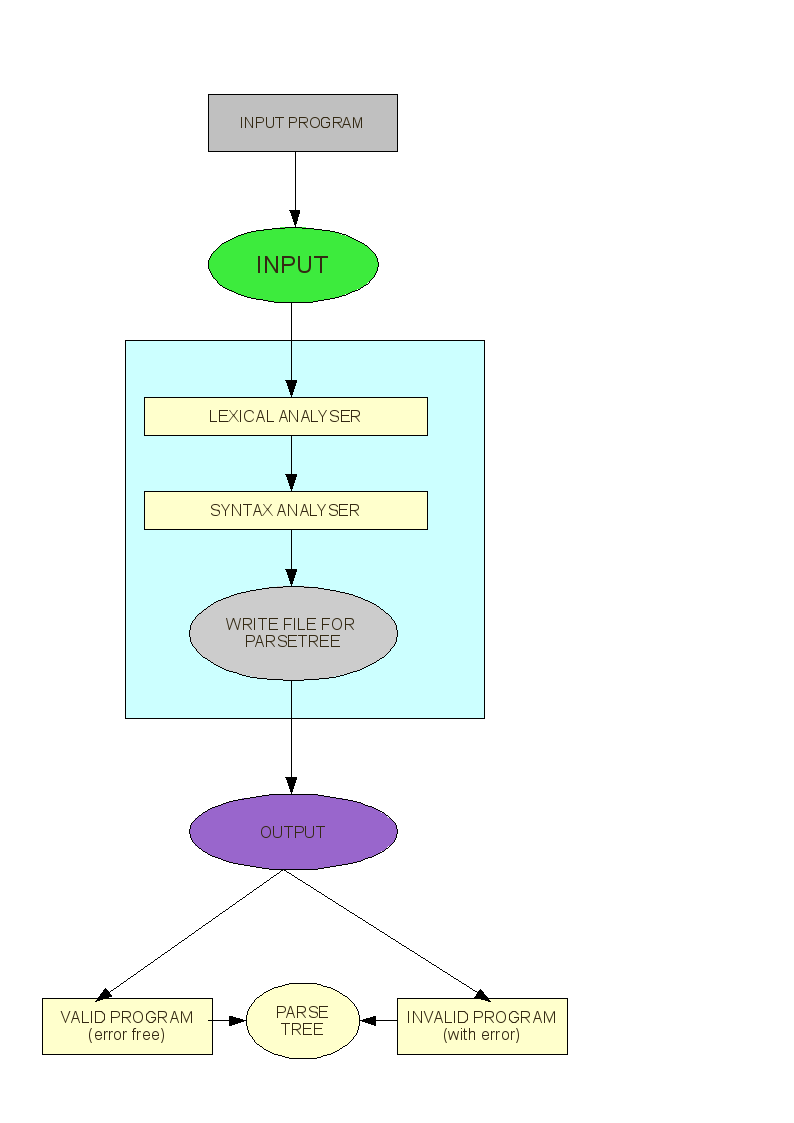 INPUT PROGRAM
INPUT
LEXICAL ANALYSER
SYNTAX ANALYSER
WRITE FILE FOR
PARSETREE
OUTPUT
VALID PROGRAM
(error free)
PARSE
TREE
INVALID PROGRAM
(with error)